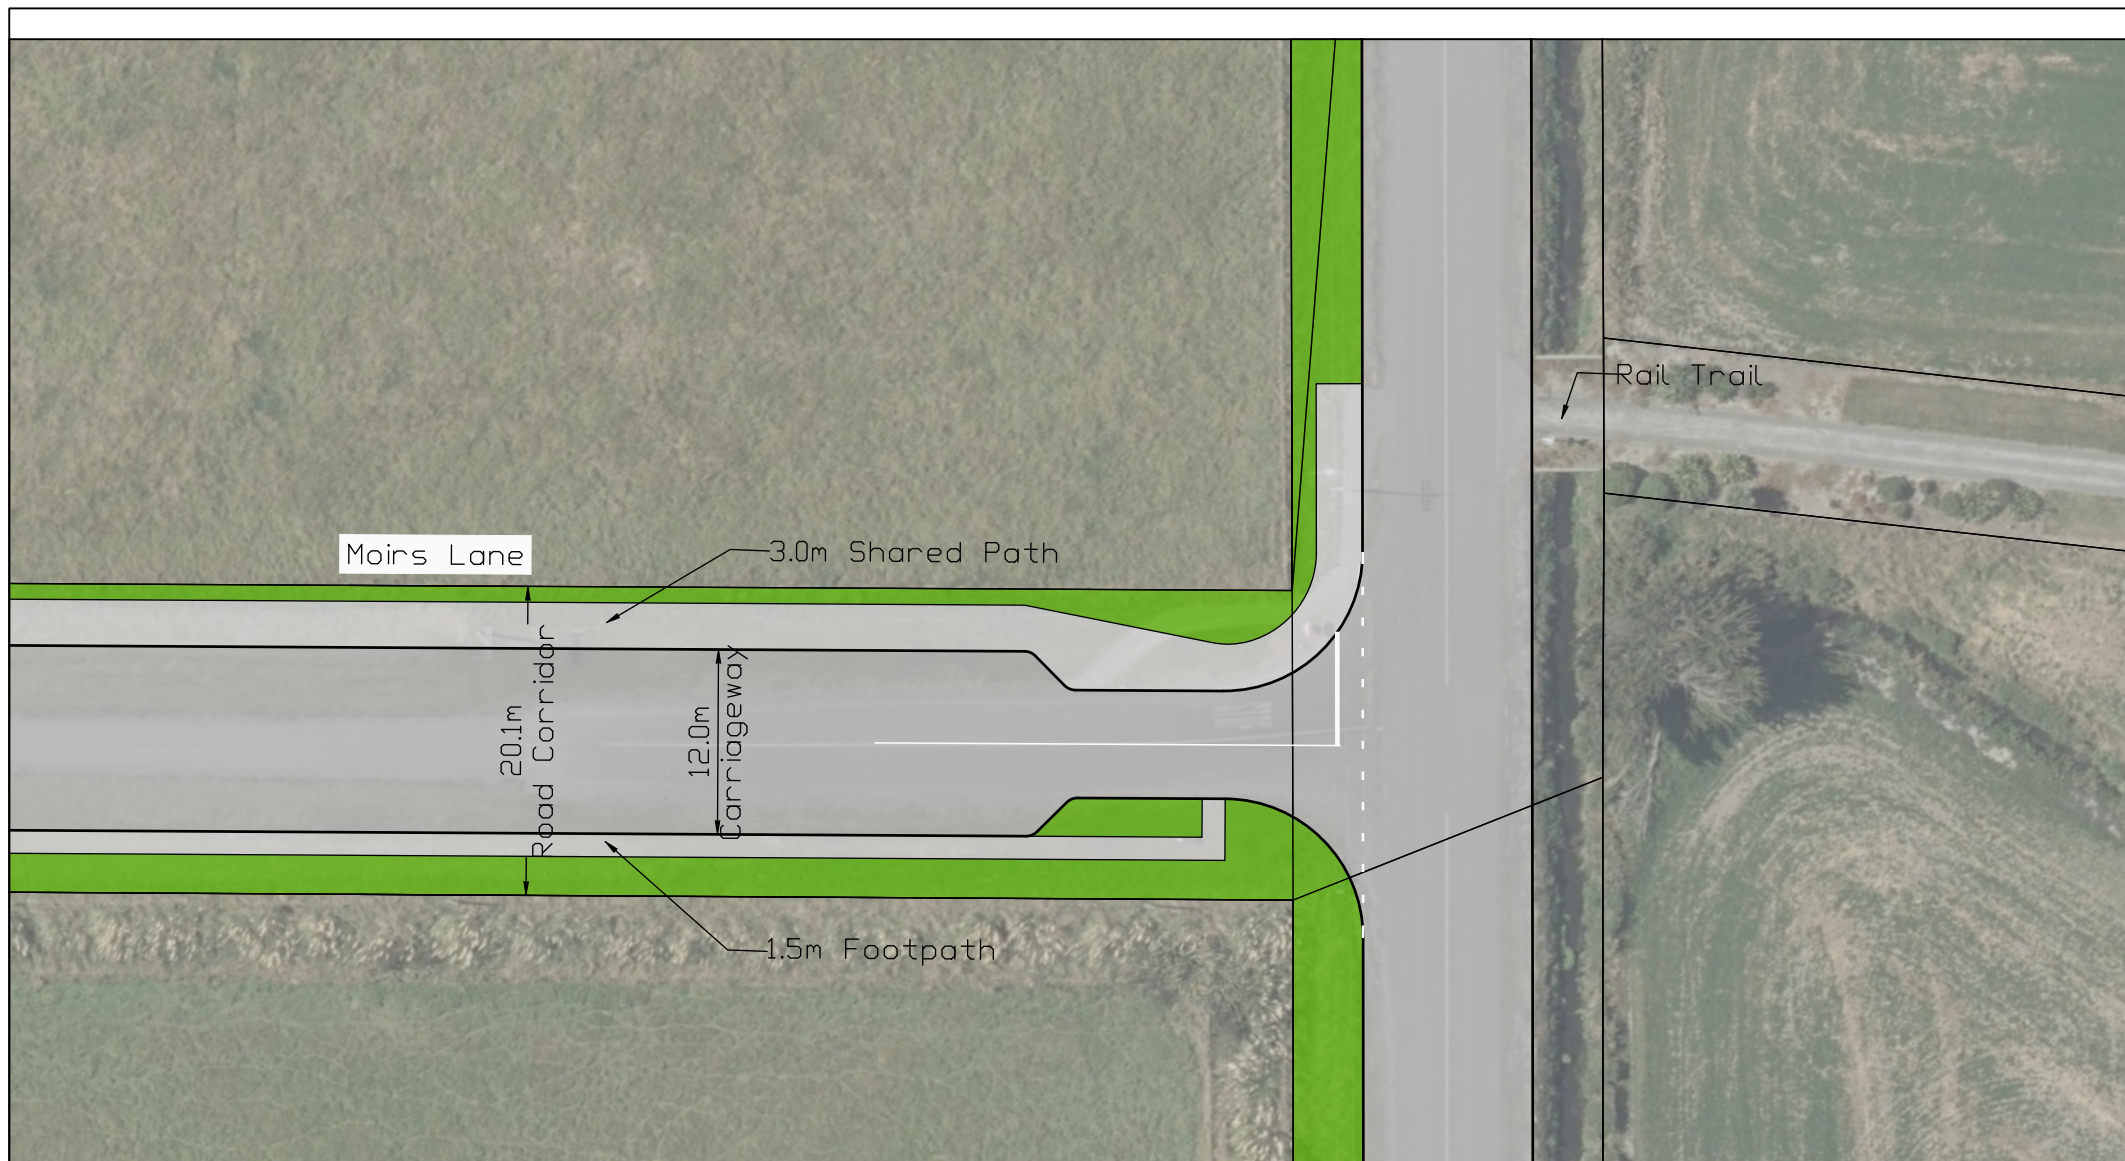 Rail Trail
Moirs Lane
3.0m Shared Path
20.1m
Road Corridor
12.0m
Carriageway
1.5m Footpath